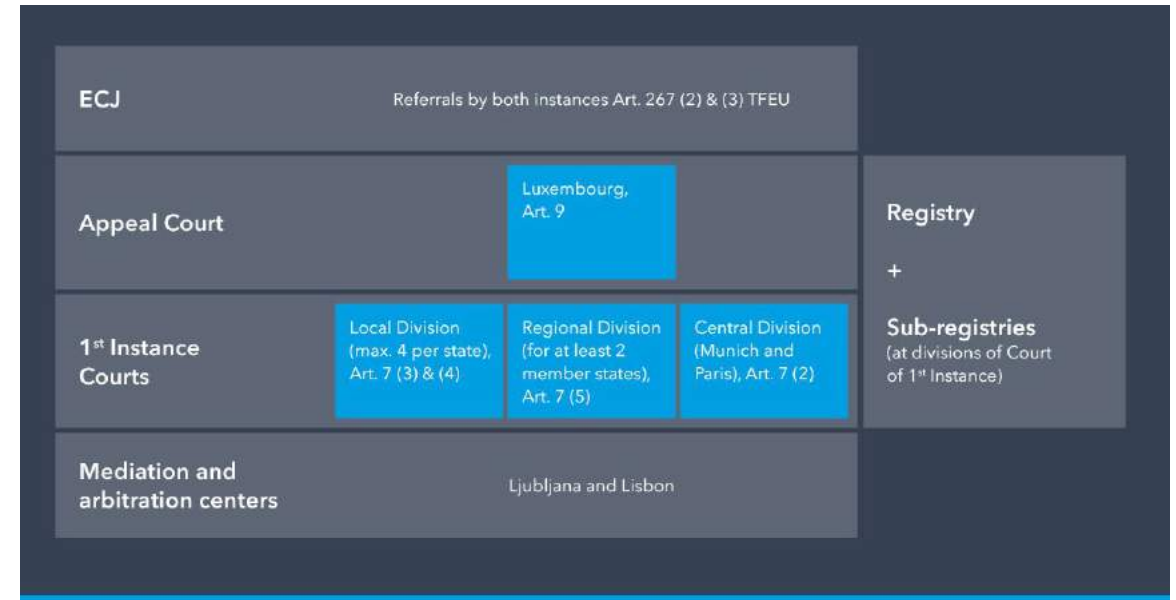 ECJ
Referrals by both instances Art. 267 (2) & (3) TFEU
Appeal Court
Luxembourg,
Art. 9
1st Instance
Courts
Local Division
(max. 4 per state),
Art. 7 (3) & (4)
Regional Division
(for at least 2
member states),
Art. 7 (5)
Central Division
(Munich and
Paris), Art. 7 (2)
Registry
+
Sub-registries
(at divisions of Court
of 1st Instance)
Mediation and
arbitration centers
Ljubljana and Lisbon